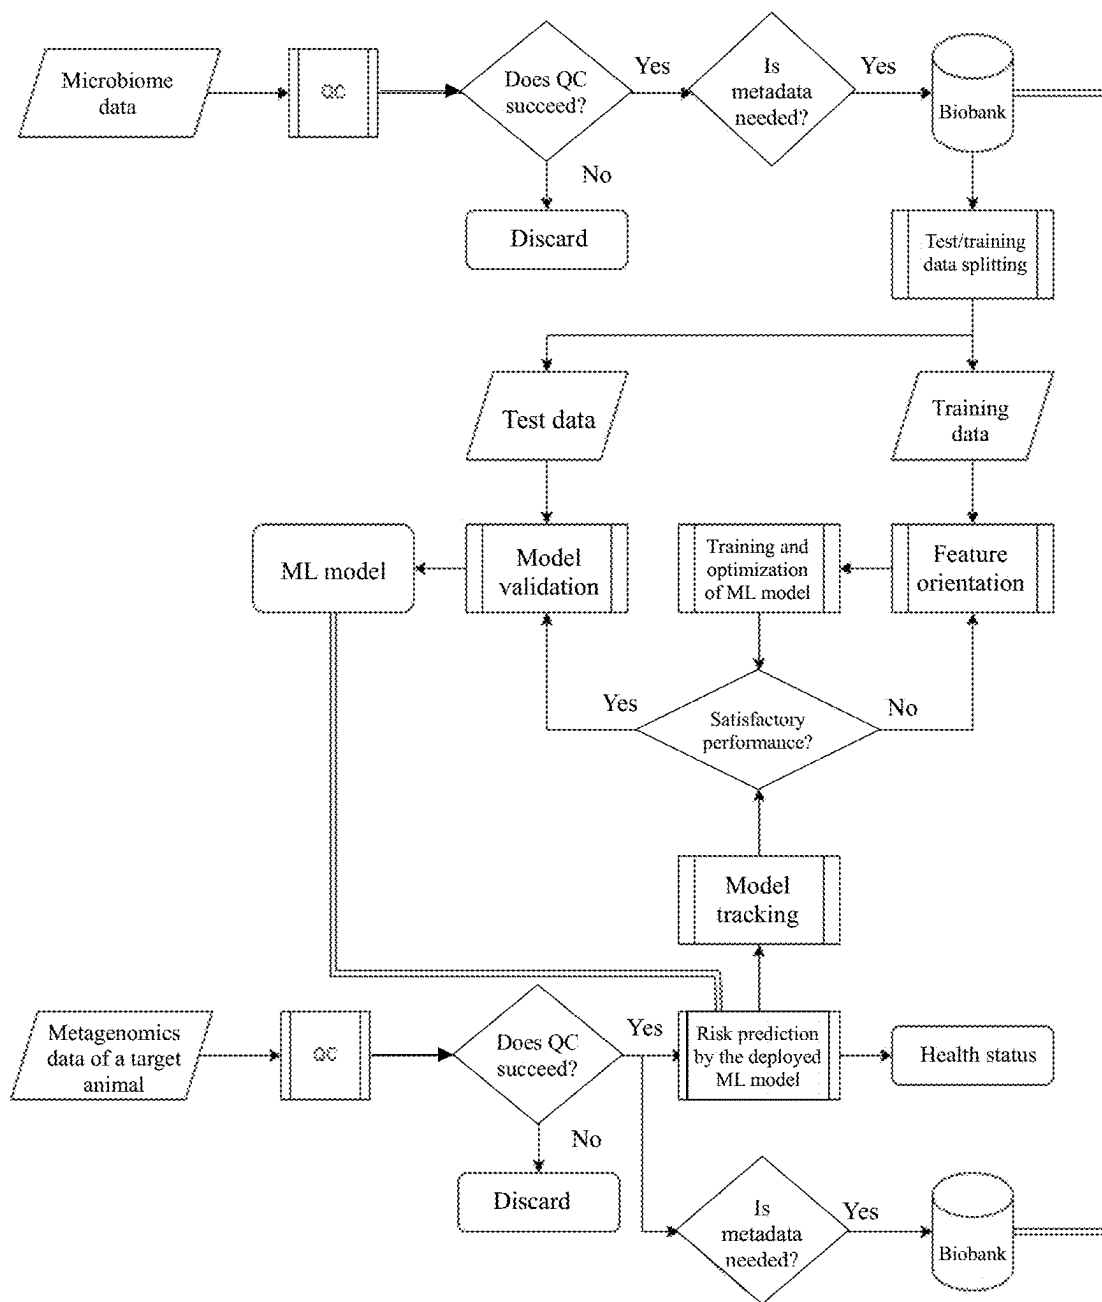 Microbiome
data
QC
Does QC
succeed?
Yes
Is
metadata
needed?
Yes
Biobank
No
Discard
Test/training
data splitting
Test data
Training
data
ML model
Model
validation
Training and
optimization
of ML model
Feature
orientation
Yes
Satisfactory
performance?
No
Model
tracking
Metagenomics
data of a target
animal
QC
Does QC
succeed?
Yes
Risk prediction
by the deployed
ML model
Health status
No
Discard
Is
metadata
needed?
Yes
Biobank